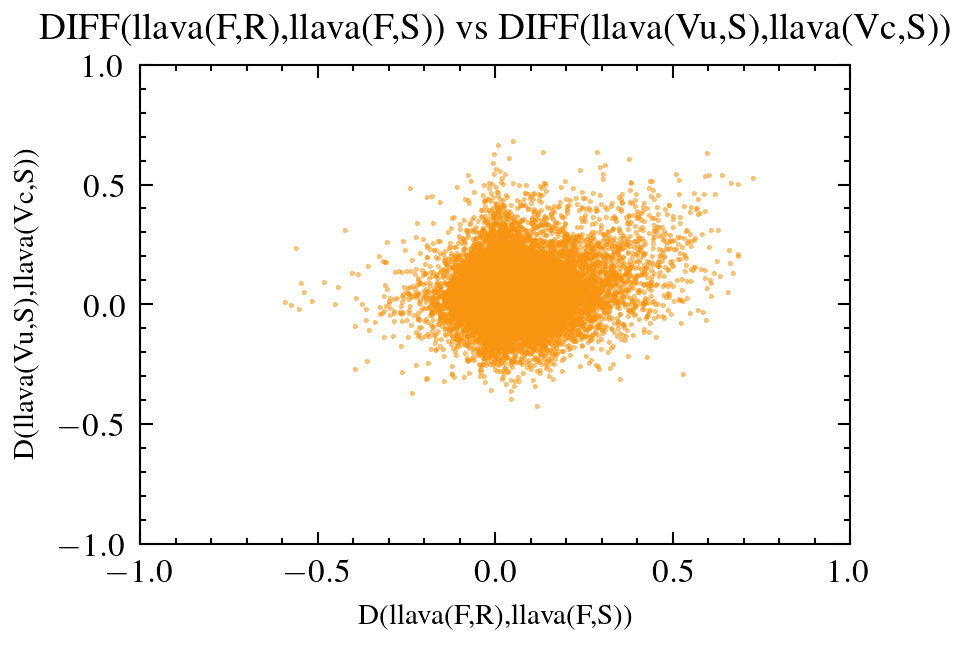 DIFF(llava(F,R),llava(F,S)) vs DIFF(llava(Vu,S),llava(Vc,S))
D(llava(Vu,S),llava(Vc,S))
1.0
0.5
0.0
−0.5
−1.0
−1.0 −0.5 0.0 0.5 1.0
D(llava(F,R),llava(F,S))